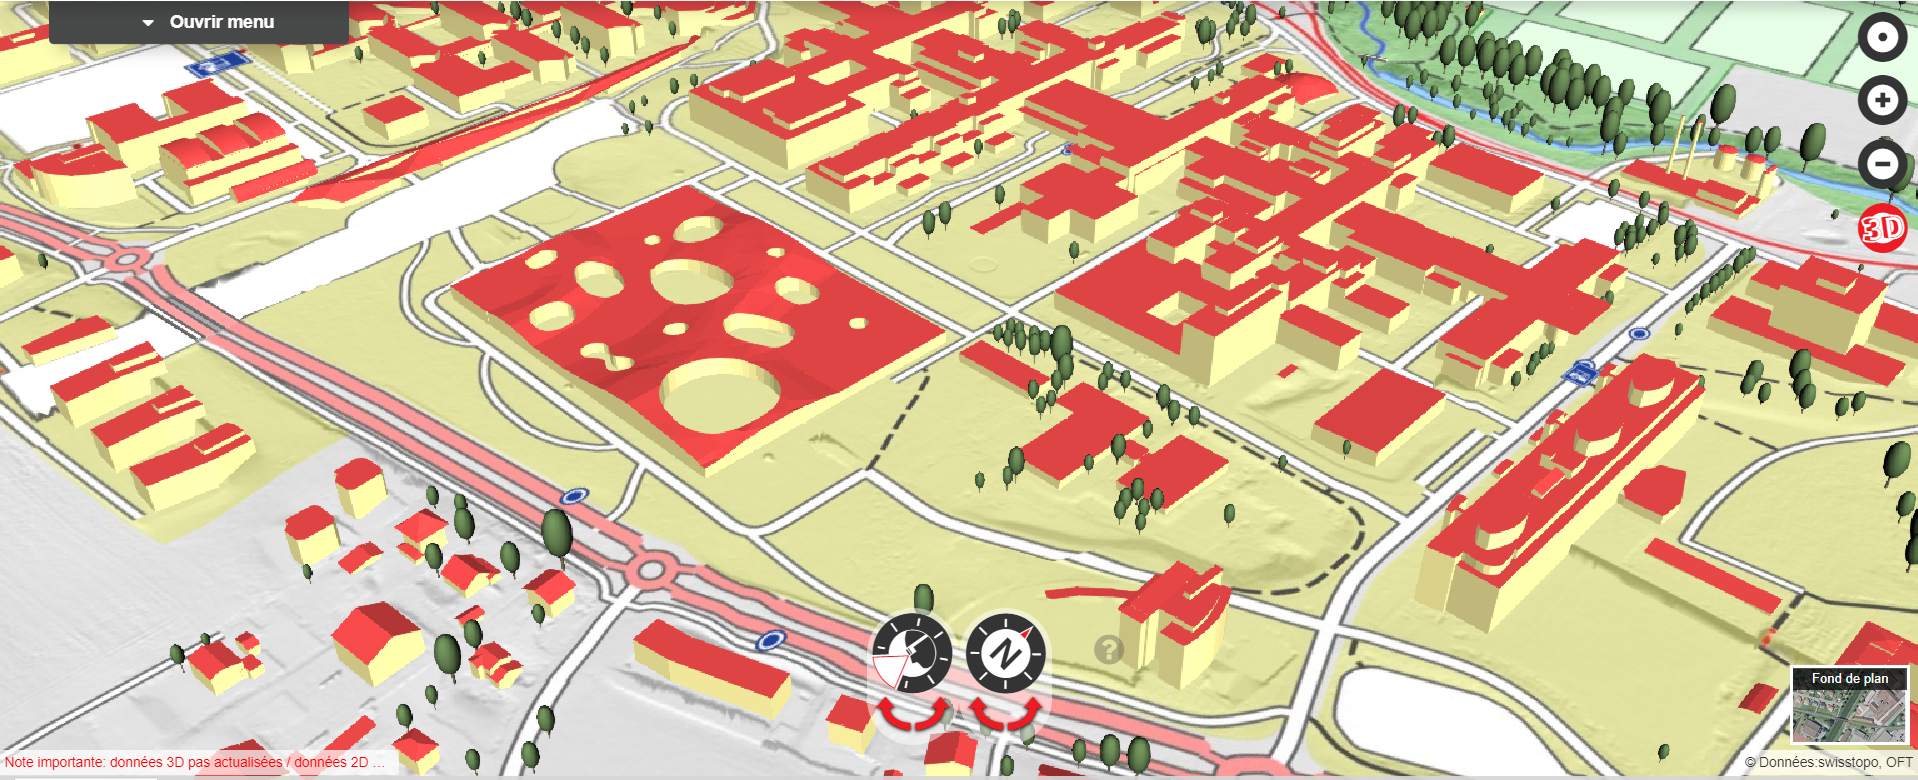 Ouvrir menu
3D
N
?
Fond de plan
Note importante: données 3D pas actualisées / données 2D ...
© Données:swisstopo, OFT